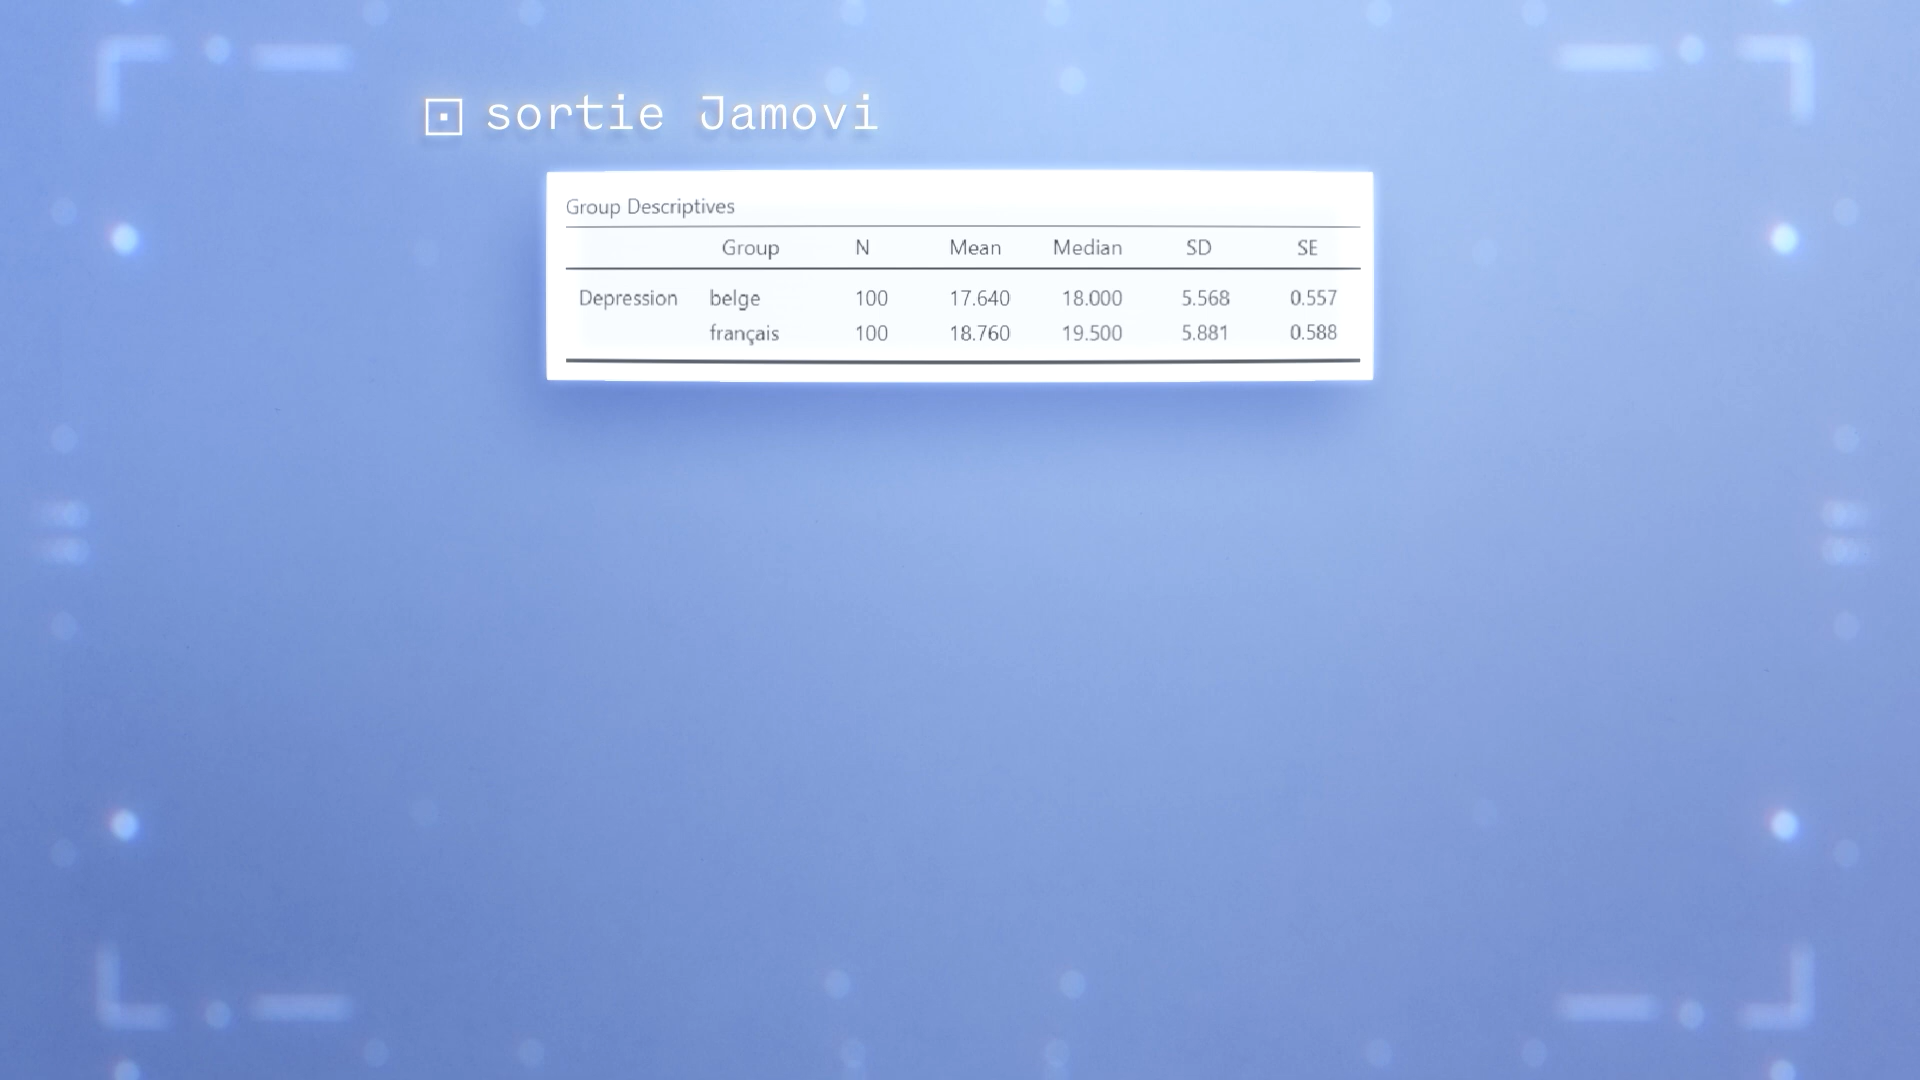 sortie Jamovi
Group Descriptives
Group N Mean Median SD SE
Depression belge 100 17.640 18.000 5.568 0.557
français 100 18.760 19.500 5.881 0.588